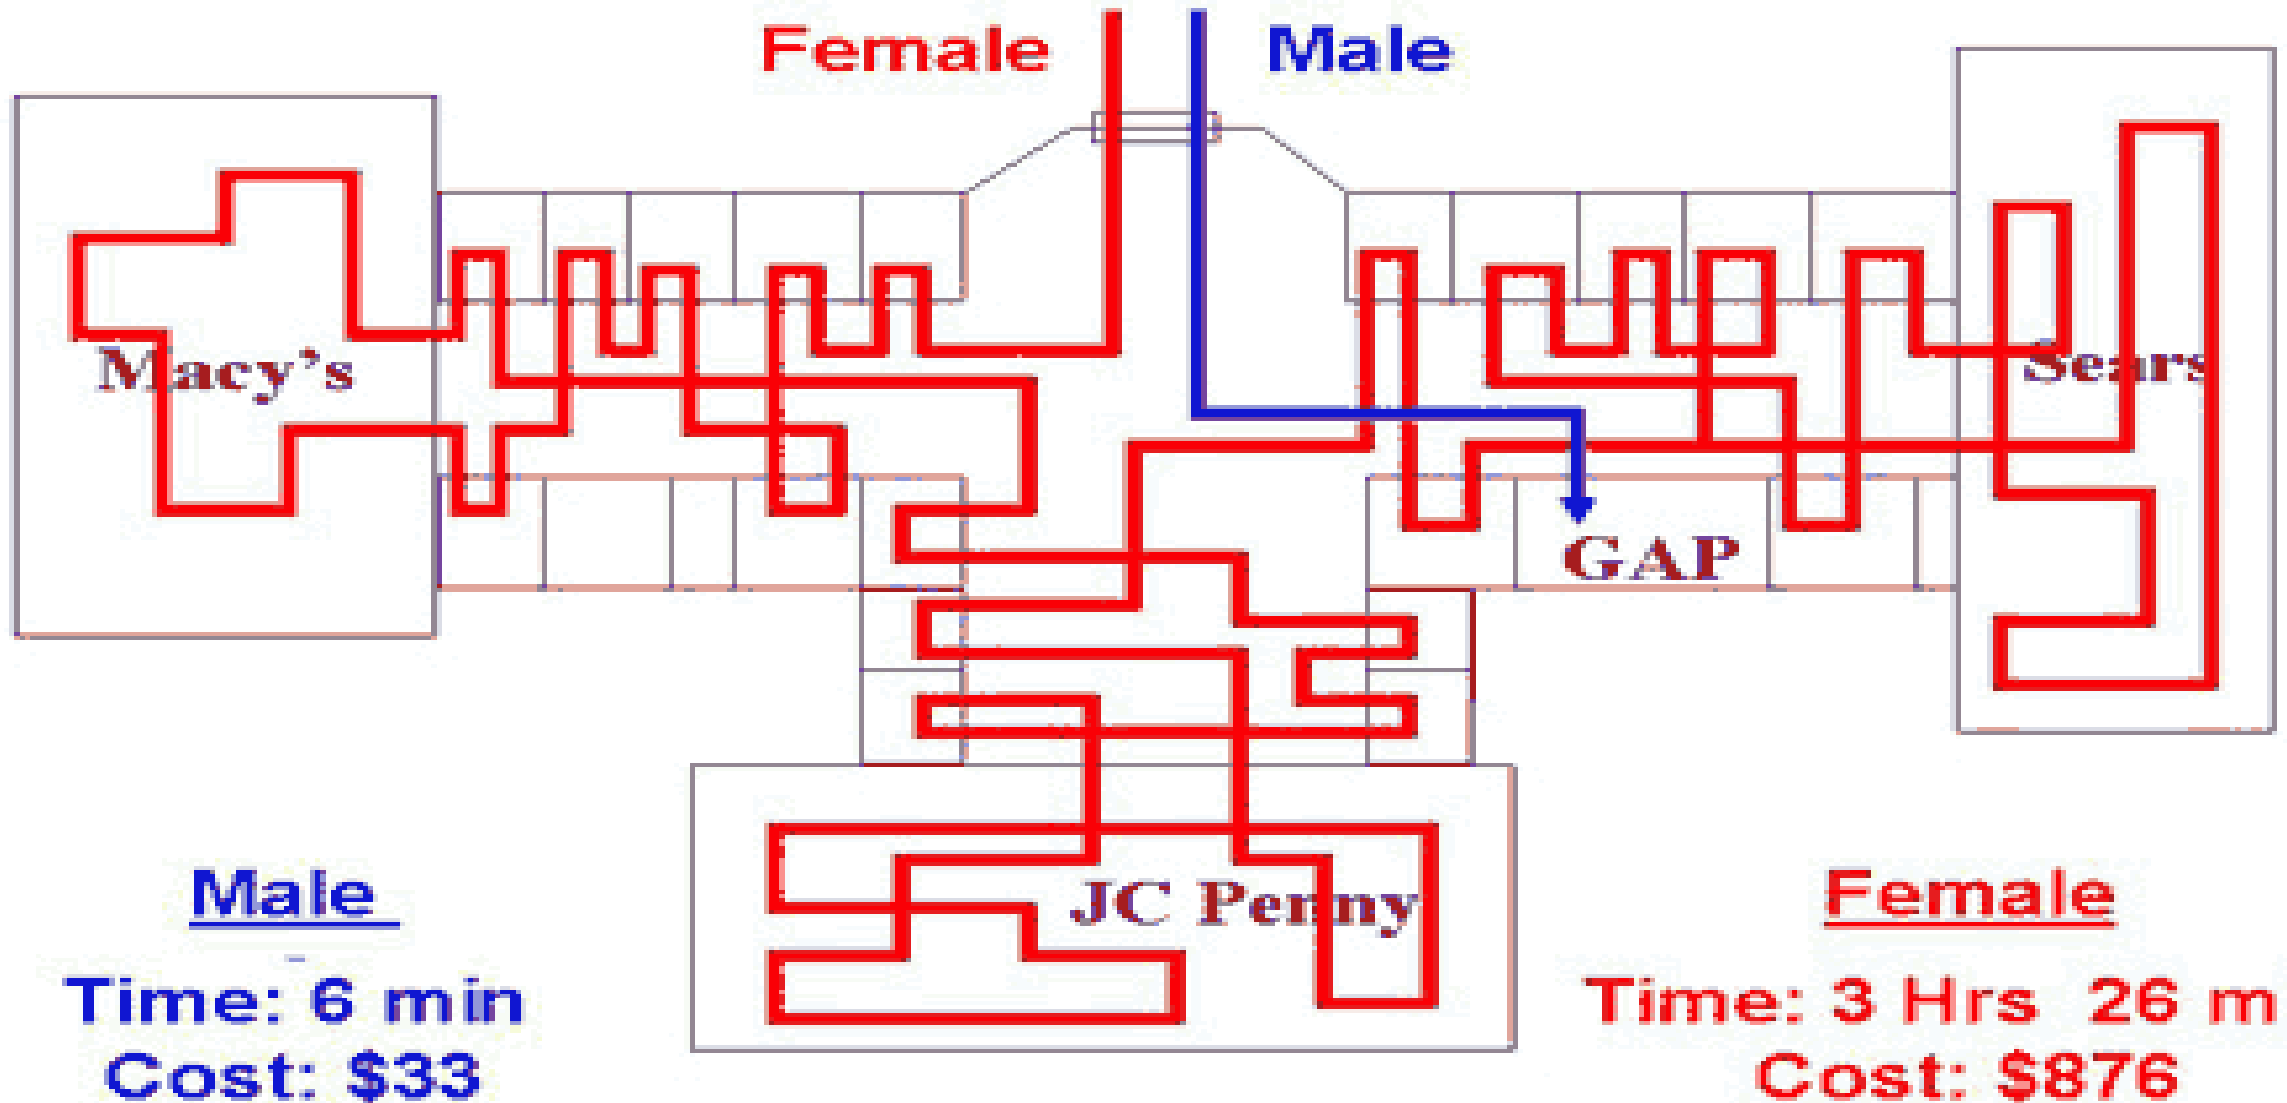 Female Male
Macy's
Sears
GAP
JC Penny
Male
Time: 6 min
Cost: $33
Female
Time: 3 Hrs 26 m
Cost: $876